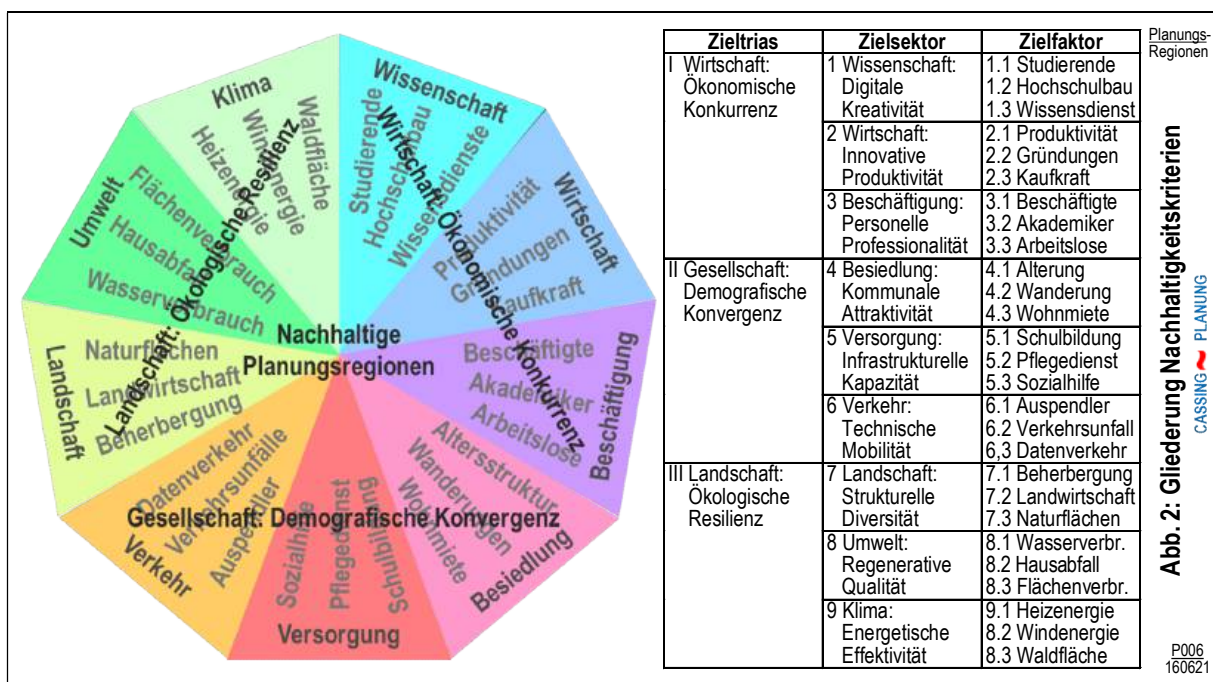 Klima
Heizenergie
Windenergie
Waldfläche
Wissenschaft
Studierende
Hochschulbau
Wissensdienste
Wirtschaft
Produktivität
Gründungen
Kaufkraft
Beschäftigung
Beschäftigte
Akademiker
Arbeitslose
Besiedlung
Altersstruktur
Wanderungen
Wohnmiete
Versorgung
Schulbildung
Pflegedienst
Sozialhilfe
Verkehr
Datenverkehr
Verkehrsunfälle
Auspendler
Landschaft
Naturflächen
Landwirtschaft
Beherbergung
Umwelt
Flächenverbrauch
Hausabfall
Wasserverbrauch
Wirtschaft: Ökonomische Konkurrenz
Gesellschaft: Demografische Konvergenz
Landschaft: Ökologische Resilienz
Nachhaltige
Planungsregionen
Zieltrias Zielsektor Zielfaktor
I Wirtschaft: 1 Wissenschaft: 1.1 Studierende
Ökonomische Digitale 1.2 Hochschulbau
Konkurrenz Kreativität 1.3 Wissensdienst
2 Wirtschaft: 2.1 Produktivität
Innovative 2.2 Gründungen
Produktivität 2.3 Kaufkraft
3 Beschäftigung: 3.1 Beschäftigte
Personelle 3.2 Akademiker
Professionalität 3.3 Arbeitslose
II Gesellschaft: 4 Besiedlung: 4.1 Alterung
Demografische Kommunale 4.2 Wanderung
Konvergenz Attraktivität 4.3 Wohnmiete
5 Versorgung: 5.1 Schulbildung
Infrastrukturelle 5.2 Pflegedienst
Kapazität 5.3 Sozialhilfe
6 Verkehr: 6.1 Auspendler
Technische 6.2 Verkehrsunfall
Mobilität 6,3 Datenverkehr
III Landschaft: 7 Landschaft: 7.1 Beherbergung
Ökologische Strukturelle 7.2 Landwirtschaft
Resilienz Diversität 7.3 Naturflächen
8 Umwelt: 8.1 Wasserverbr.
Regenerative 8.2 Hausabfall
Qualität 8.3 Flächenverbr.
9 Klima: 9.1 Heizenergie
Energetische 8.2 Windenergie
Effektivität 8.3 Waldfläche
Planungs-
Regionen
Abb. 2: Gliederung Nachhaltigkeitskriterien
CASSING ~ PLANUNG
P006
160621